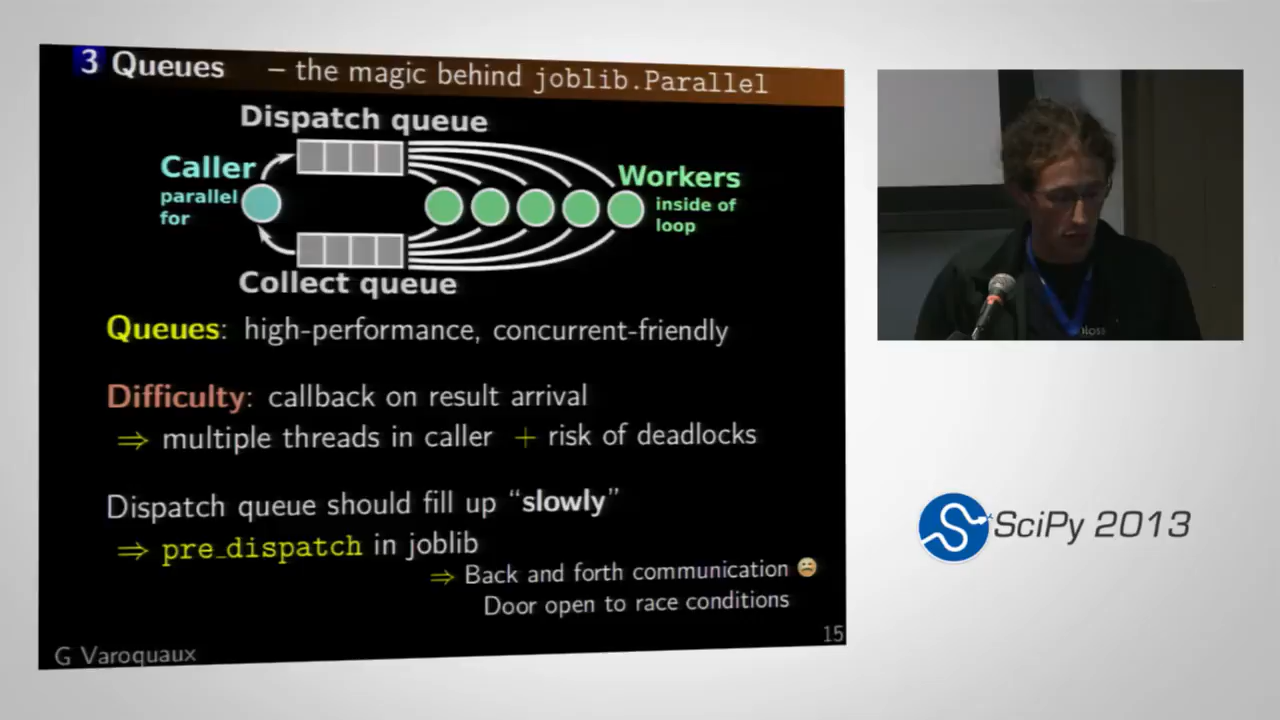 3 Queues – the magic behind joblib.Parallel
Dispatch queue
Caller
parallel
for
Workers
inside of
loop
Collect queue
Queues: high-performance, concurrent-friendly
Difficulty: callback on result arrival
⇒ multiple threads in caller + risk of deadlocks
Dispatch queue should fill up “slowly”
⇒ pre_dispatch in joblib
⇒ Back and forth communication
Door open to race conditions
15
G Varoquaux
SciPy 2013